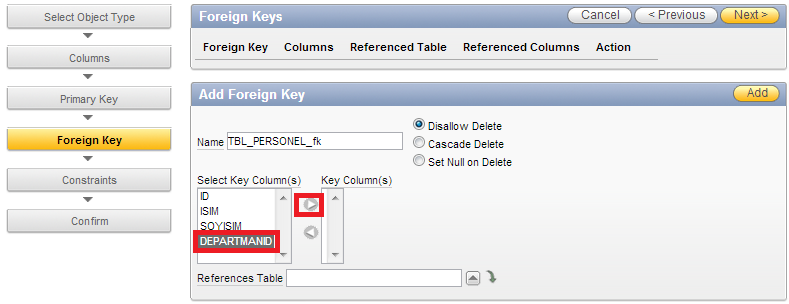 Select Object Type
Columns
Primary Key
Foreign Key
Constraints
Confirm
Foreign Keys
Cancel
< Previous
Next >
Foreign Key Columns Referenced Table Referenced Columns Action
Add Foreign Key
Add
Name TBL_PERSONEL_fk
Disallow Delete
Cascade Delete
Set Null on Delete
Select Key Column(s) Key Column(s)
ID
ISIM
SOYISIM
DEPARTMANID
References Table